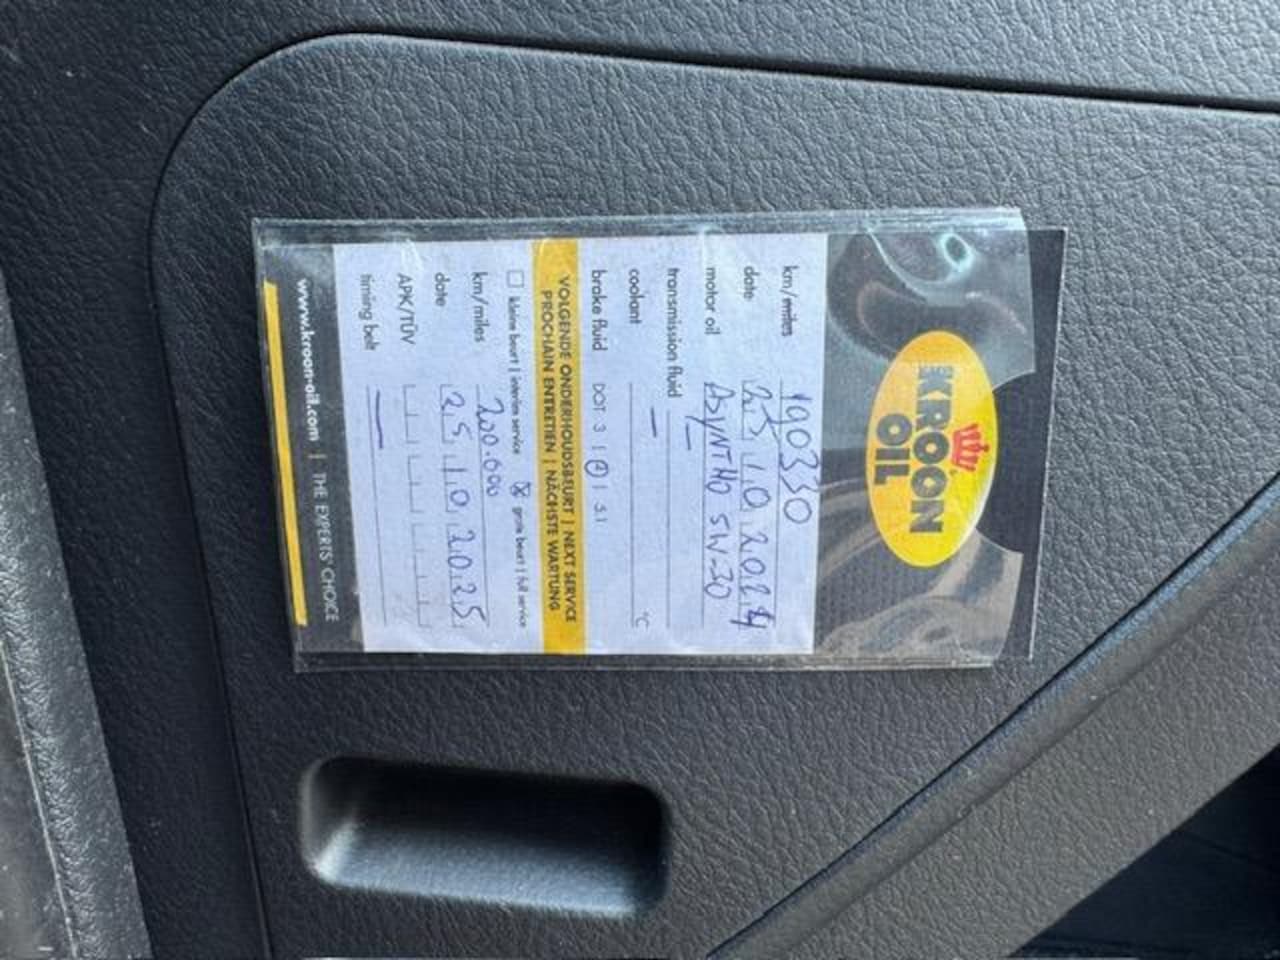 KROON
OIL
km/miles 190330
date 25 10 2024
motor oil Asyntho 5W-30
transmission fluid —
coolant — °C
brake fluid DOT 3 | 4 | 5.1
VOLGENDE ONDERHOUDSBEURT | NEXT SERVICE
PROCHAIN ENTRETIEN | NÄCHSTE WARTUNG
kleine beurt | interim service grote beurt | full service
km/miles 200.000
date 25 10 2025
APK/TÜV
timing belt —
www.kroon-oil.com | THE EXPERTS' CHOICE